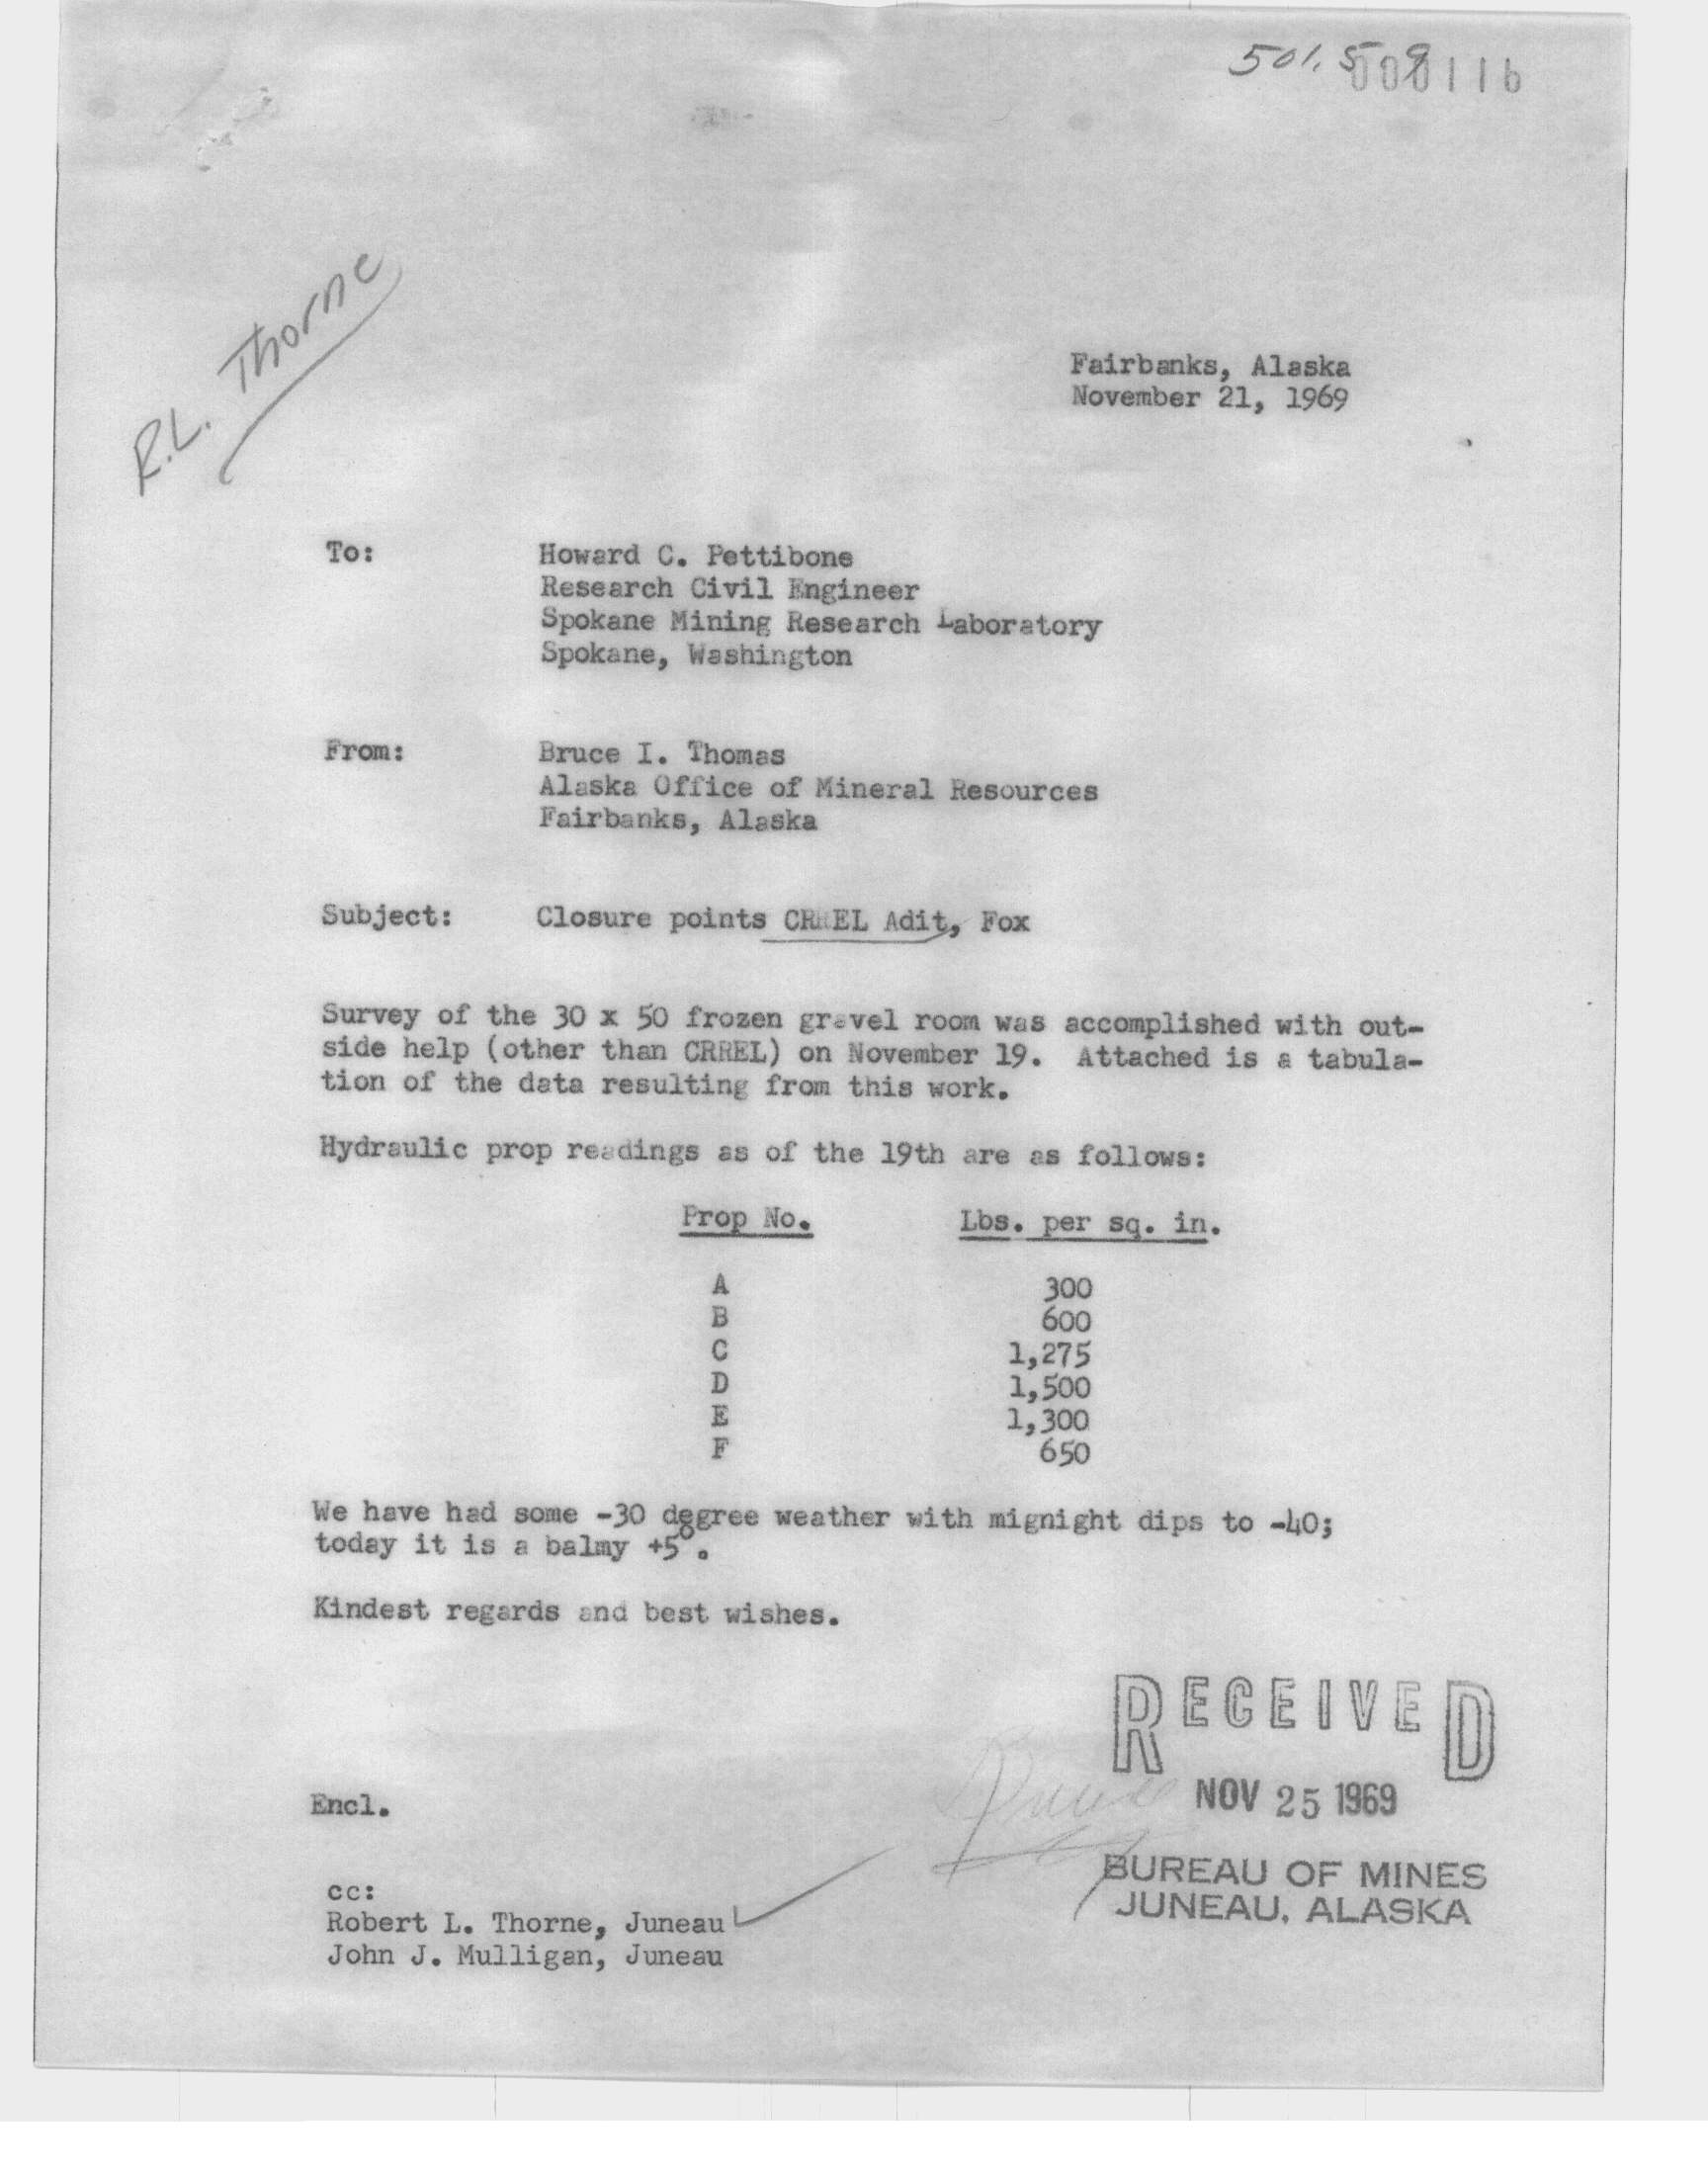 501.59
000116
R.L. Thorne
Fairbanks, Alaska
November 21, 1969
To: Howard C. Pettibone
Research Civil Engineer
Spokane Mining Research Laboratory
Spokane, Washington
From: Bruce I. Thomas
Alaska Office of Mineral Resources
Fairbanks, Alaska
Subject: Closure points CRREL Adit, Fox
Survey of the 30 x 50 frozen gravel room was accomplished with out-
side help (other than CRREL) on November 19. Attached is a tabula-
tion of the data resulting from this work.
Hydraulic prop readings as of the 19th are as follows:
Prop No. Lbs. per sq. in.
A 300
B 600
C 1,275
D 1,500
E 1,300
F 650
We have had some -30 degree weather with mignight dips to -40;
today it is a balmy +5°.
Kindest regards and best wishes.
RECEIVED
NOV 25 1969
BUREAU OF MINES
JUNEAU, ALASKA
Encl.
cc:
Robert L. Thorne, Juneau
John J. Mulligan, Juneau